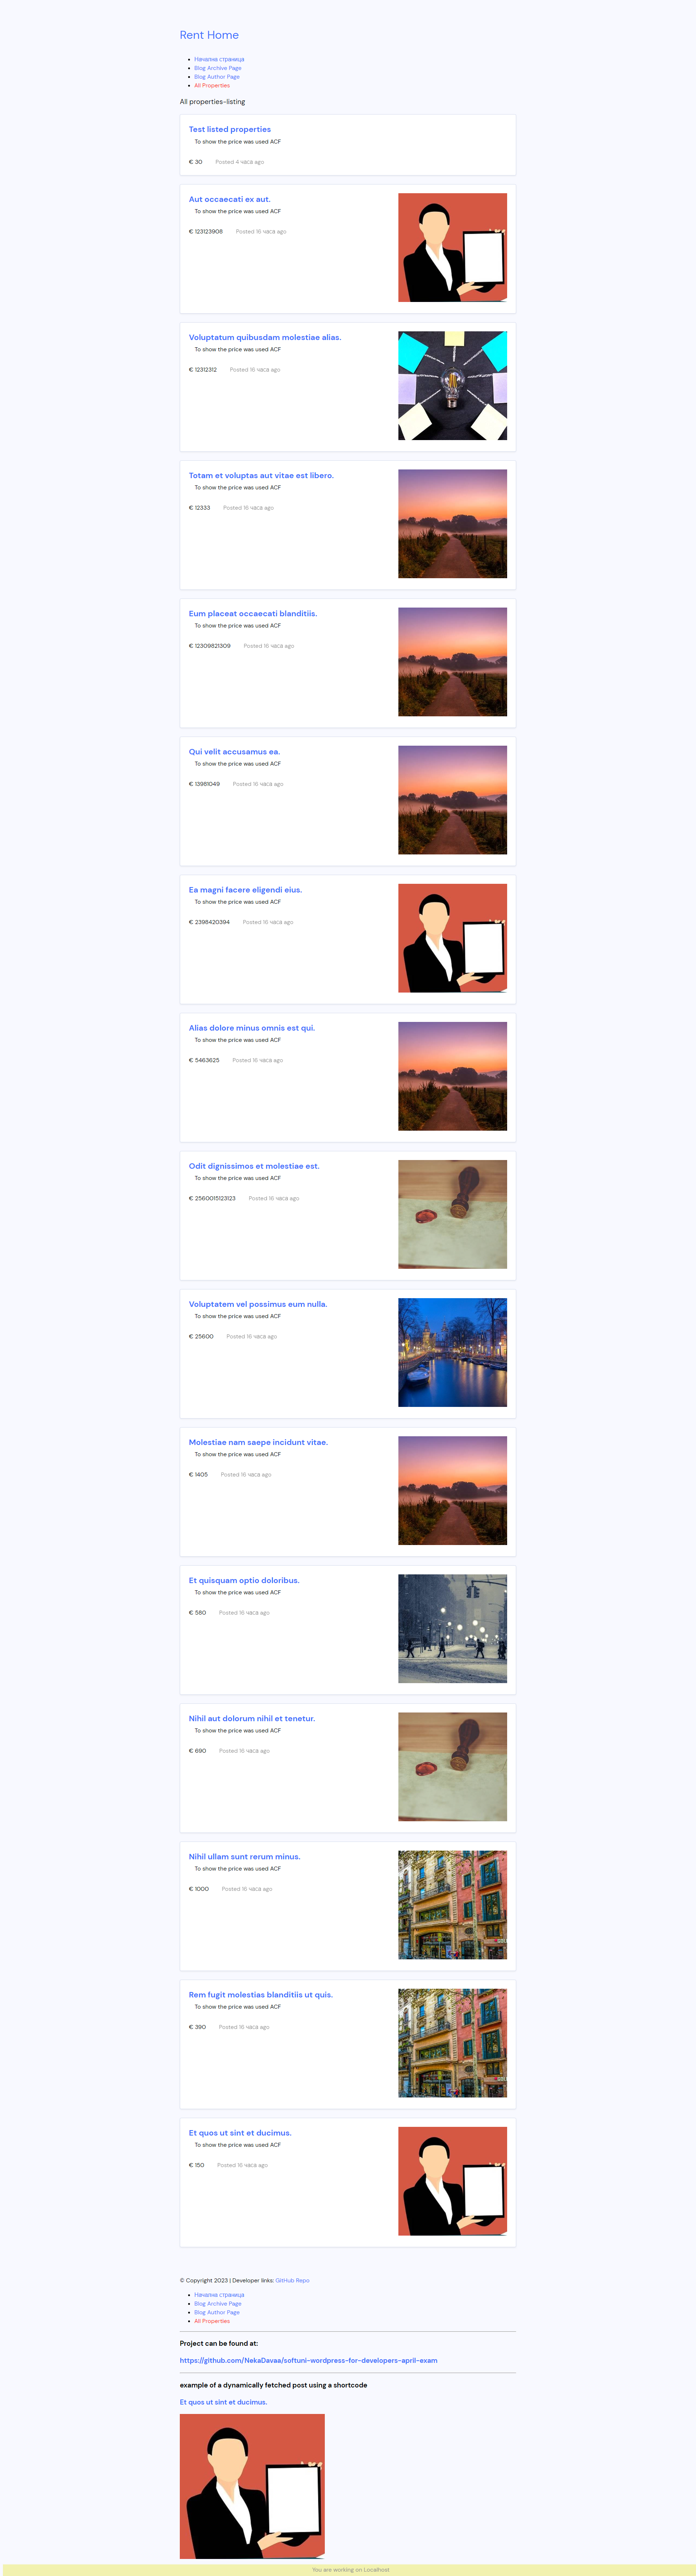 Rent Home
Начална страница
Blog Archive Page
Blog Author Page
All Properties
All properties-listing
Test listed properties
To show the price was used ACF
€ 30 Posted 4 часа ago
Aut occaecati ex aut.
To show the price was used ACF
€ 123123908 Posted 16 часа ago
Voluptatum quibusdam molestiae alias.
To show the price was used ACF
€ 12312312 Posted 16 часа ago
Totam et voluptas aut vitae est libero.
To show the price was used ACF
€ 12333 Posted 16 часа ago
Eum placeat occaecati blanditiis.
To show the price was used ACF
€ 12309821309 Posted 16 часа ago
Qui velit accusamus ea.
To show the price was used ACF
€ 13981049 Posted 16 часа ago
Ea magni facere eligendi eius.
To show the price was used ACF
€ 2398420394 Posted 16 часа ago
Alias dolore minus omnis est qui.
To show the price was used ACF
€ 5463625 Posted 16 часа ago
Odit dignissimos et molestiae est.
To show the price was used ACF
€ 2560015123123 Posted 16 часа ago
Voluptatem vel possimus eum nulla.
To show the price was used ACF
€ 25600 Posted 16 часа ago
Molestiae nam saepe incidunt vitae.
To show the price was used ACF
€ 1405 Posted 16 часа ago
Et quisquam optio doloribus.
To show the price was used ACF
€ 580 Posted 16 часа ago
Nihil aut dolorum nihil et tenetur.
To show the price was used ACF
€ 690 Posted 16 часа ago
Nihil ullam sunt rerum minus.
To show the price was used ACF
€ 1000 Posted 16 часа ago
Rem fugit molestias blanditiis ut quis.
To show the price was used ACF
€ 390 Posted 16 часа ago
Et quos ut sint et ducimus.
To show the price was used ACF
€ 150 Posted 16 часа ago
© Copyright 2023 | Developer links: GitHub Repo
Начална страница
Blog Archive Page
Blog Author Page
All Properties
Project can be found at:
https://github.com/NekaDavaa/softuni-wordpress-for-developers-april-exam
example of a dynamically fetched post using a shortcode
Et quos ut sint et ducimus.
You are working on Localhost